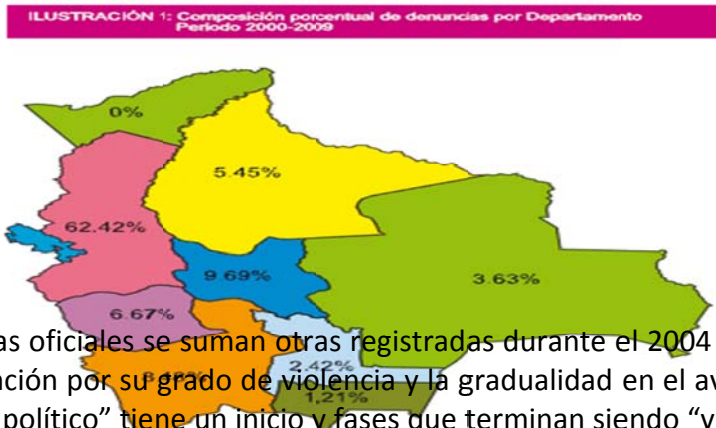 ILUSTRACIÓN 1: Composición porcentual de denuncias por Departamento
Periodo 2000-2009
0%
5.45%
62.42%
9.69%
3.63%
6.67%
as oficiales se suman otras registradas durante el 2004
2.42%
ación por su grado de violencia y la gradualidad en el av
1,21%
político” tiene un inicio y fases que terminan siendo “v